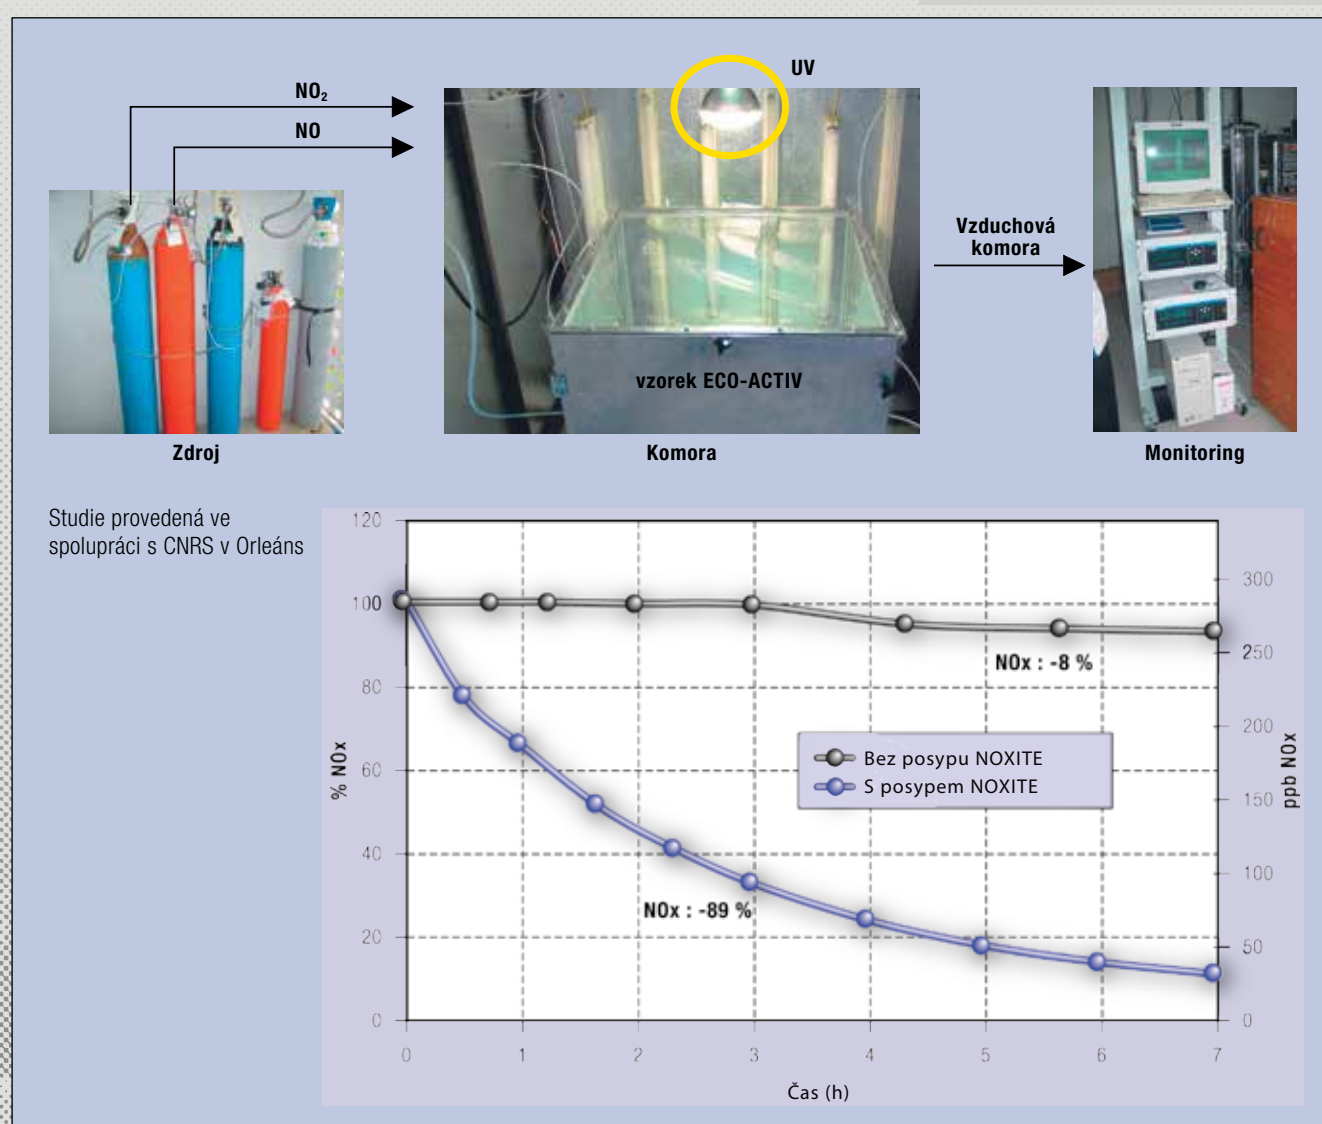 UV
NO₂
NO
Vzduchová
komora
vzorek ECO-ACTIV
Zdroj
Komora
Monitoring
Studie provedená ve
spolupráci s CNRS v Orleáns
120
100
80
60
40
20
0
% NOx
300
250
200
150
100
50
0
ppb NOx
NOx : -8 %
Bez posypu NOXITE
S posypem NOXITE
NOx : -89 %
0 1 2 3 4 5 6 7
Čas (h)